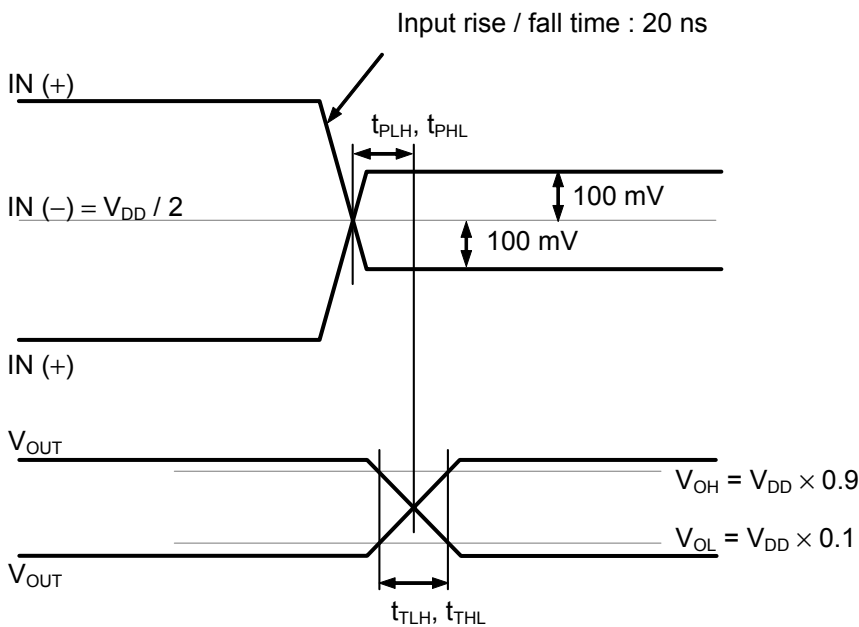 Input rise / fall time : 20 ns
IN (+)
tPLH, tPHL
IN (−) = VDD / 2
100 mV
100 mV
IN (+)
VOUT
VOH = VDD × 0.9
VOL = VDD × 0.1
VOUT
tTLH, tTHL